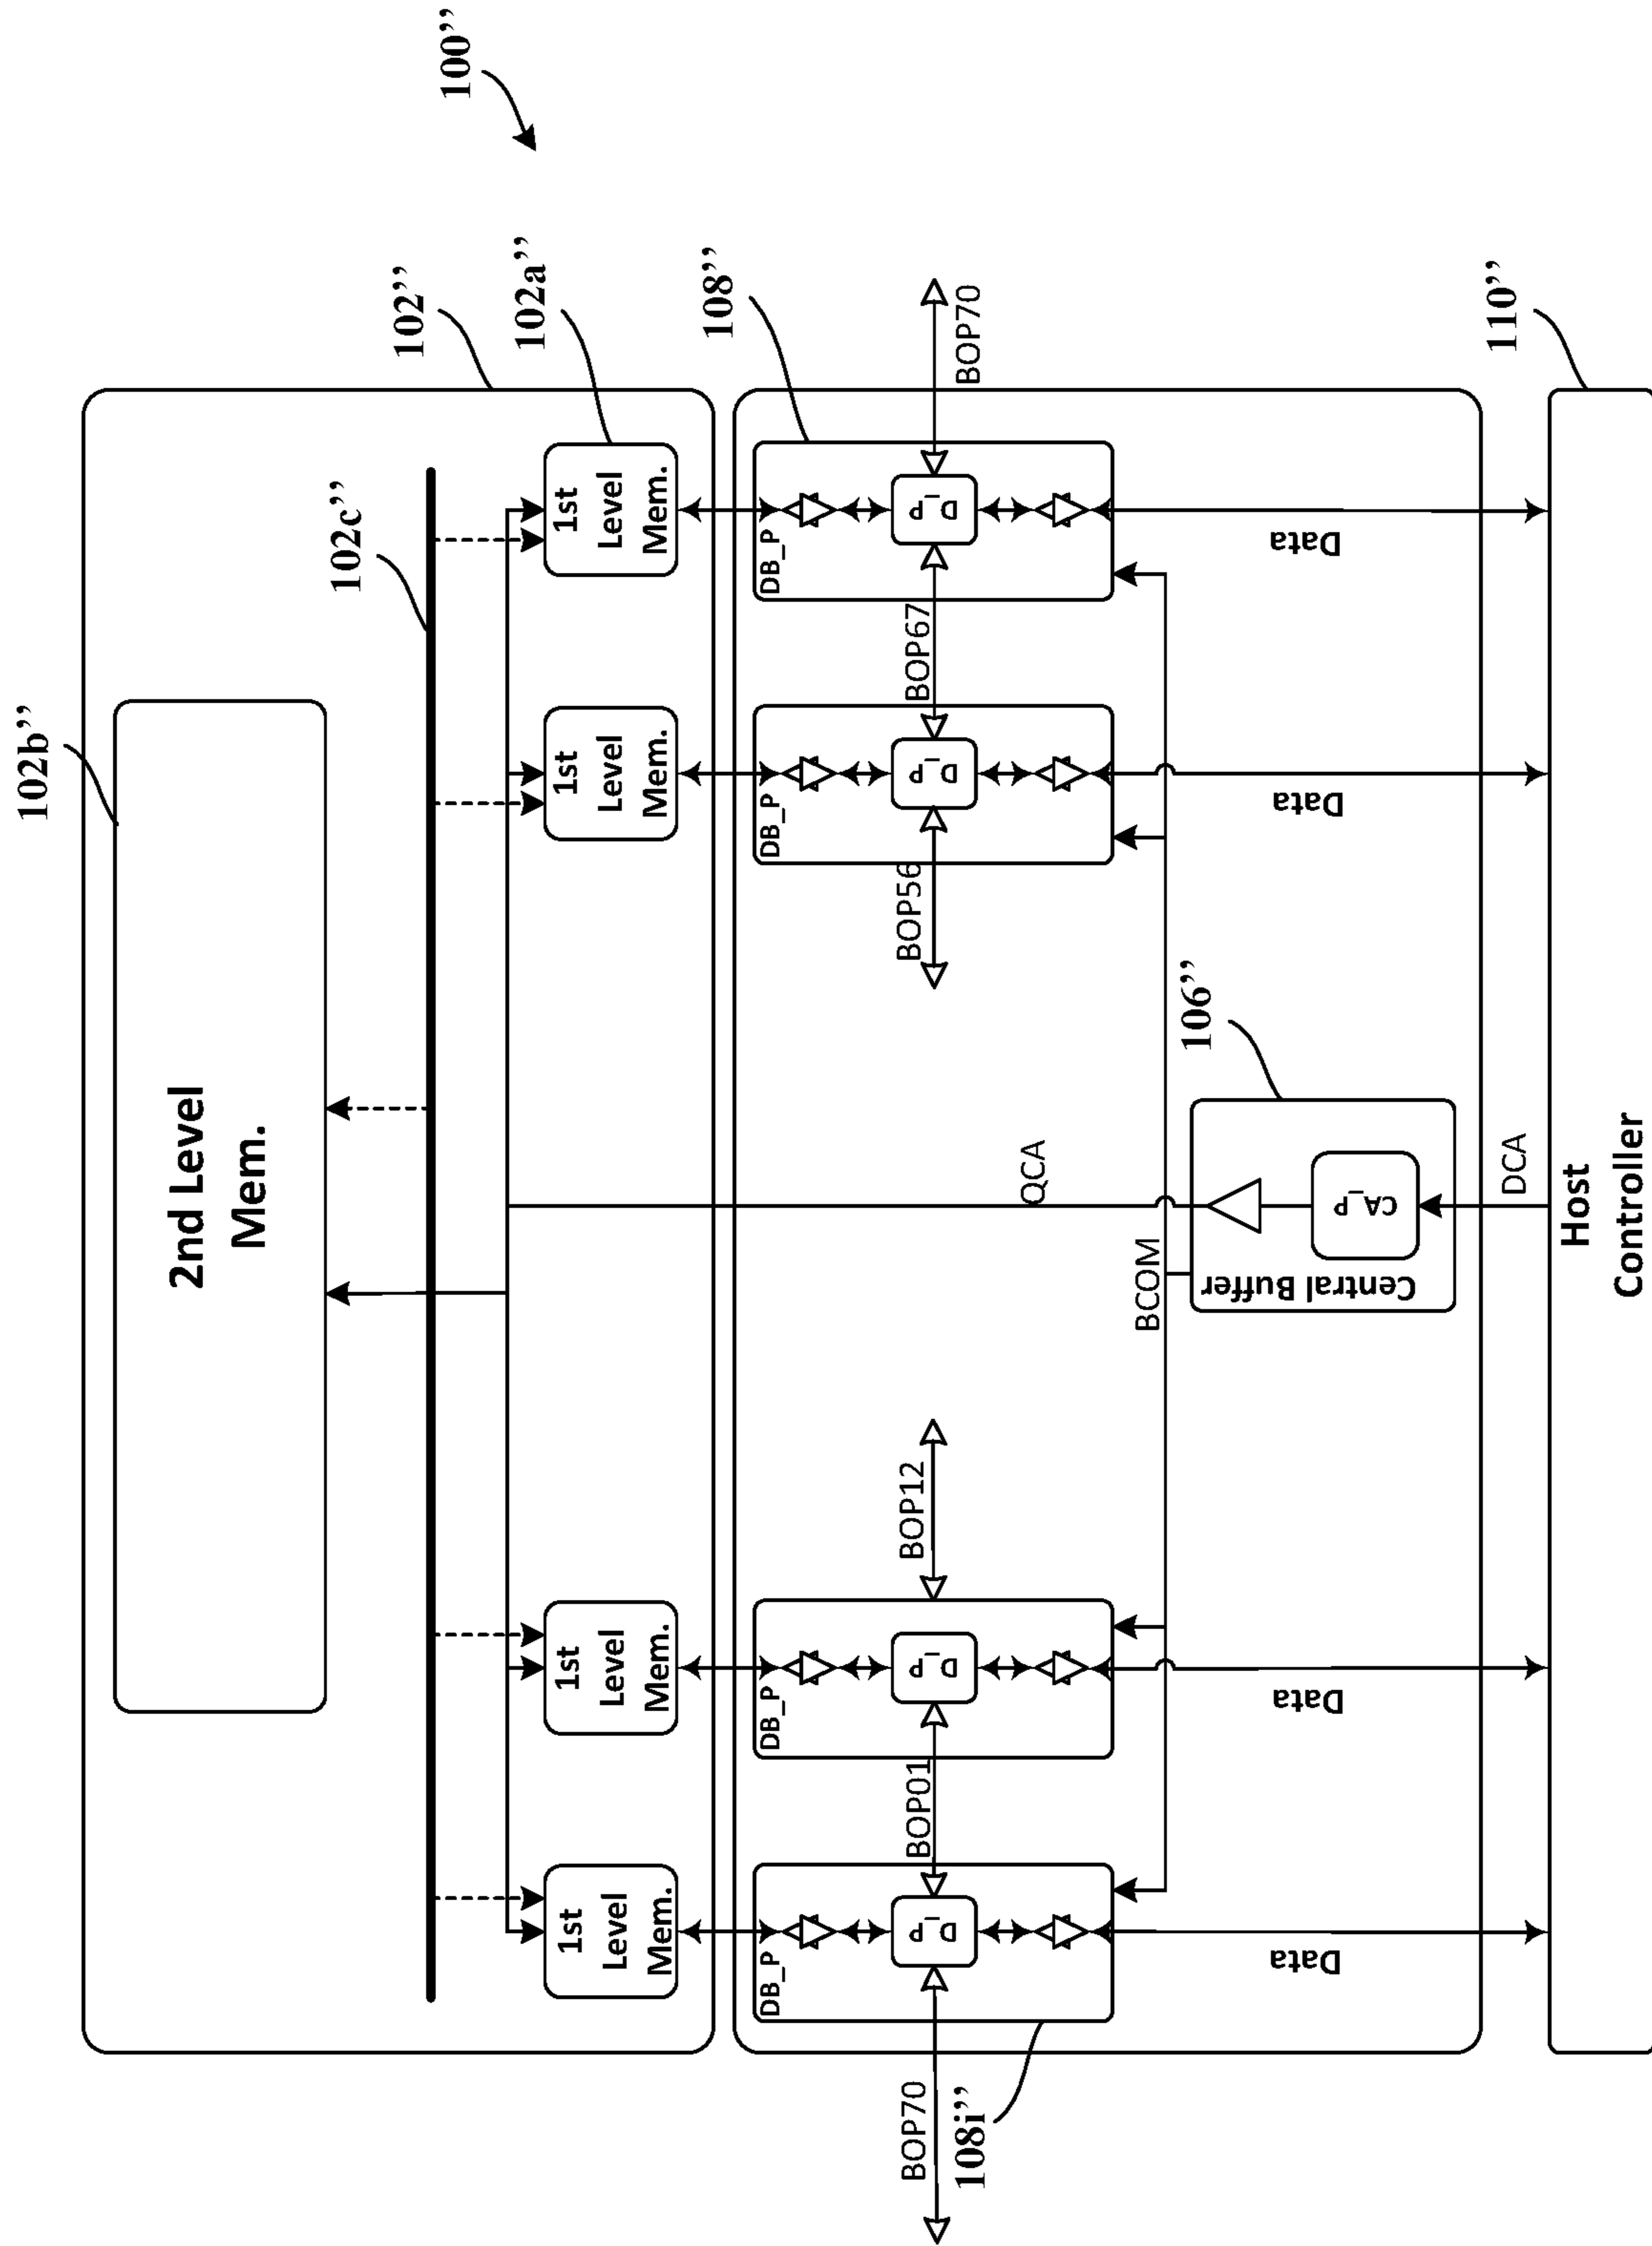 100’’
102b’’
2nd Level
Mem.
102’’
102c’’
102a’’
1st
Level
Mem.
1st
Level
Mem.
1st
Level
Mem.
1st
Level
Mem.
108’’
DB_P
DB_P
DB_P
DB_P
BOP70
D_P
BOP01
D_P
BOP12
BOP56
D_P
BOP67
D_P
BOP70
108i’’
QCA
BCOM
106’’
Central Buffer
CA_P
Data
Data
Data
Data
DCA
110’’
Host
Controller